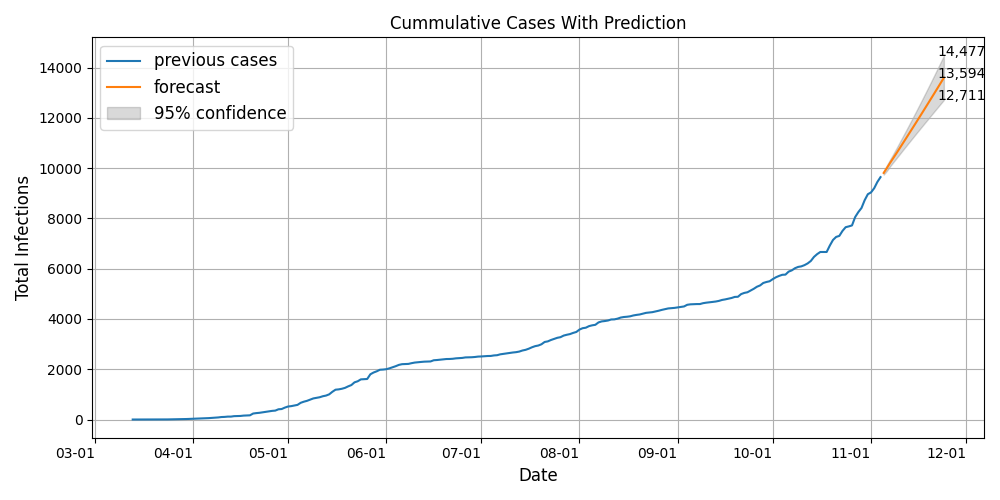 Cummulative Cases With Prediction
previous cases
forecast
95% confidence
14,477
13,594
12,711
14000
12000
10000
8000
6000
4000
2000
0
Total Infections
03-01 04-01 05-01 06-01 07-01 08-01 09-01 10-01 11-01 12-01
Date